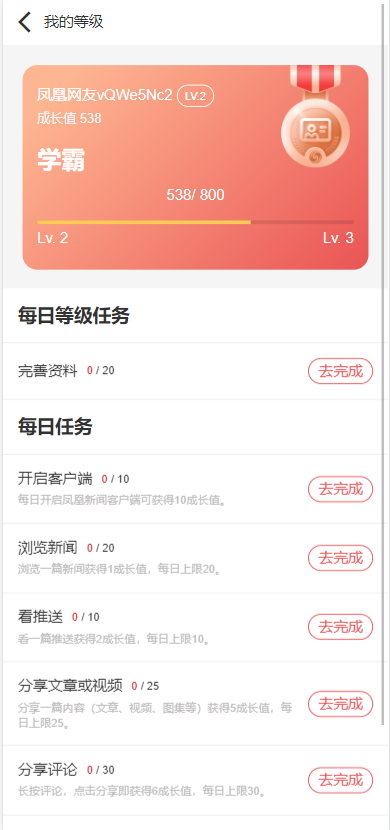 我的等级
凤凰网友vQWe5Nc2 LV.2
成长值 538
学霸
538/ 800
Lv. 2 Lv. 3
每日等级任务
完善资料 0 / 20 去完成
每日任务
开启客户端 0 / 10 去完成
每日开启凤凰新闻客户端可获得10成长值。
浏览新闻 0 / 20 去完成
浏览一篇新闻获得1成长值，每日上限20。
看推送 0 / 10 去完成
看一篇推送获得2成长值，每日上限10。
分享文章或视频 0 / 25 去完成
分享一篇内容（文章、视频、图集等）获得5成长值，每
日上限25。
分享评论 0 / 30 去完成
长按评论，点击分享即获得6成长值，每日上限30。